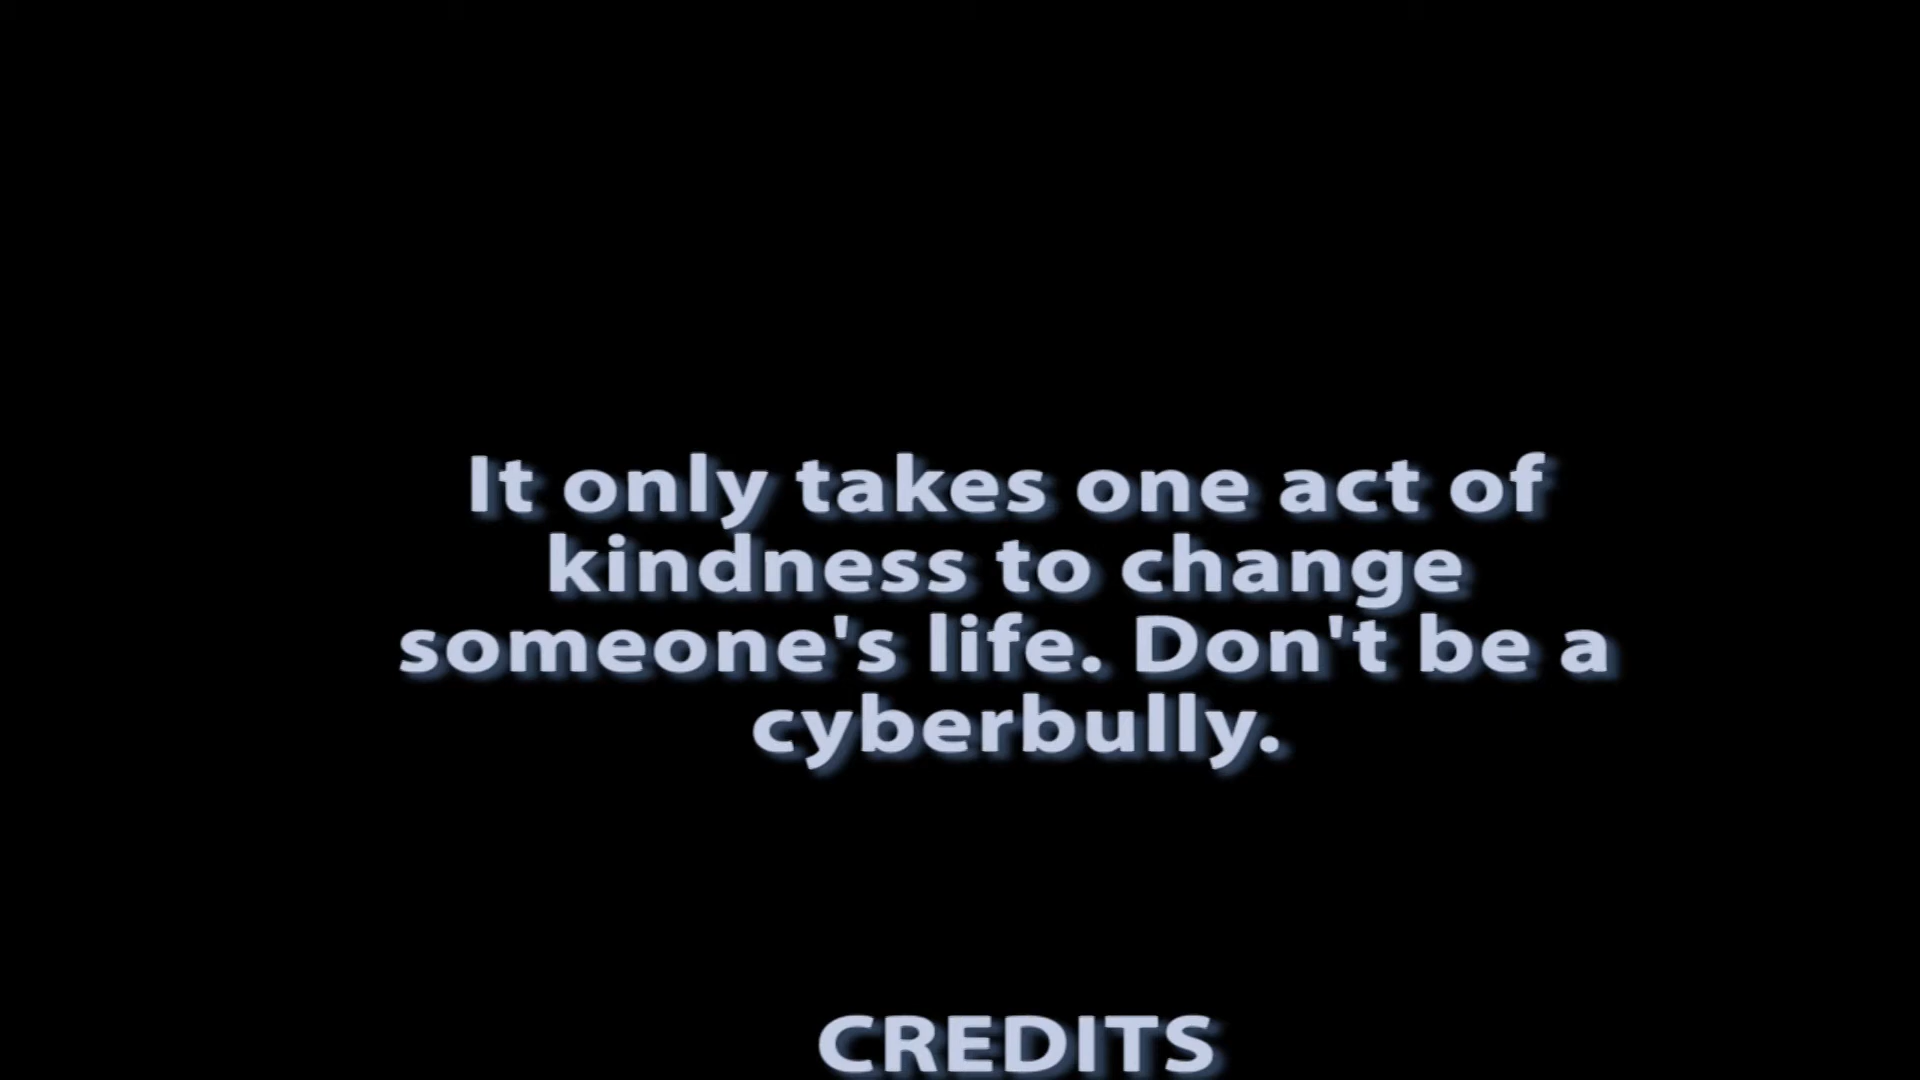 It only takes one act of
kindness to change
someone's life. Don't be a
cyberbully.
CREDITS